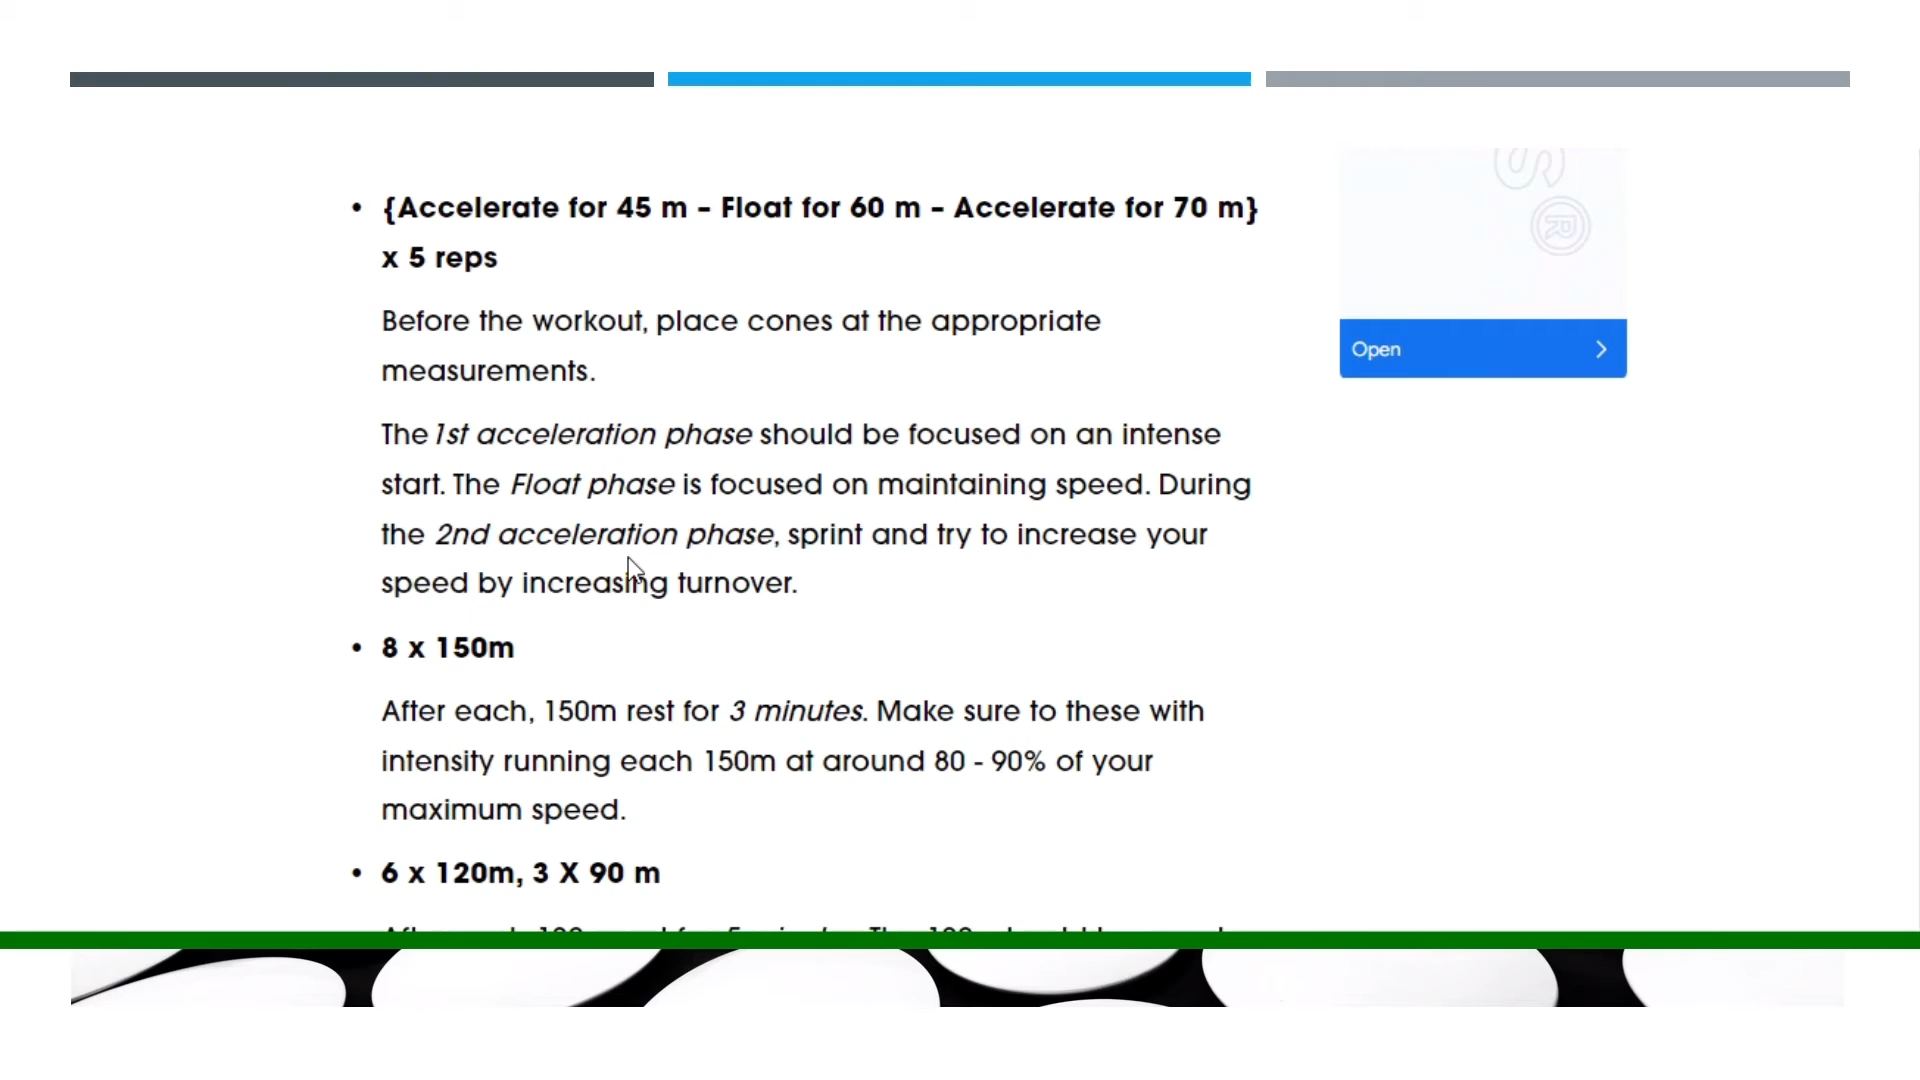 • {Accelerate for 45 m – Float for 60 m – Accelerate for 70 m}
x 5 reps
Before the workout, place cones at the appropriate
measurements.
The 1st acceleration phase should be focused on an intense
start. The Float phase is focused on maintaining speed. During
the 2nd acceleration phase, sprint and try to increase your
speed by increasing turnover.
• 8 x 150m
After each, 150m rest for 3 minutes. Make sure to these with
intensity running each 150m at around 80 - 90% of your
maximum speed.
• 6 x 120m, 3 X 90 m
S
®
Open